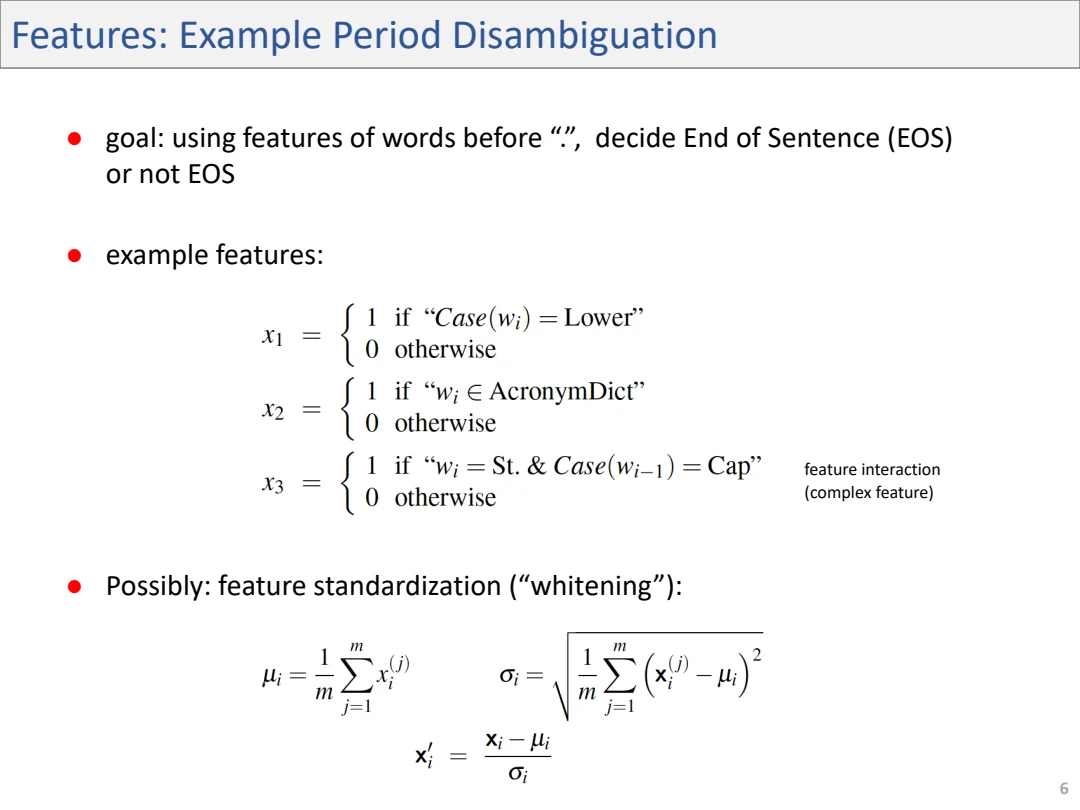 Features: Example Period Disambiguation
● goal: using features of words before “.”, decide End of Sentence (EOS)
or not EOS
● example features:
x₁ = { 1 if “Case(wᵢ) = Lower”
0 otherwise
x₂ = { 1 if “wᵢ ∈ AcronymDict”
0 otherwise
x₃ = { 1 if “wᵢ = St. & Case(wᵢ₋₁) = Cap”
0 otherwise
feature interaction
(complex feature)
● Possibly: feature standardization (“whitening”):
μᵢ = 1/m ∑_{j=1}^{m} xᵢ^{(j)} σᵢ = √(1/m ∑_{j=1}^{m} (xᵢ^{(j)} − μᵢ)²)
x′ᵢ = (xᵢ − μᵢ)/σᵢ
6